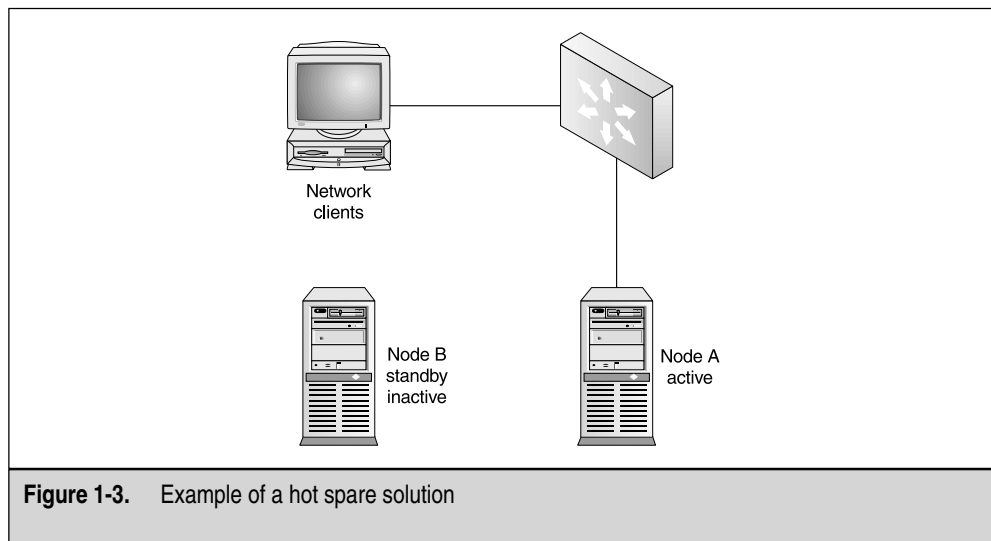 Network
clients
Node B
standby
inactive
Node A
active
Figure 1-3. Example of a hot spare solution